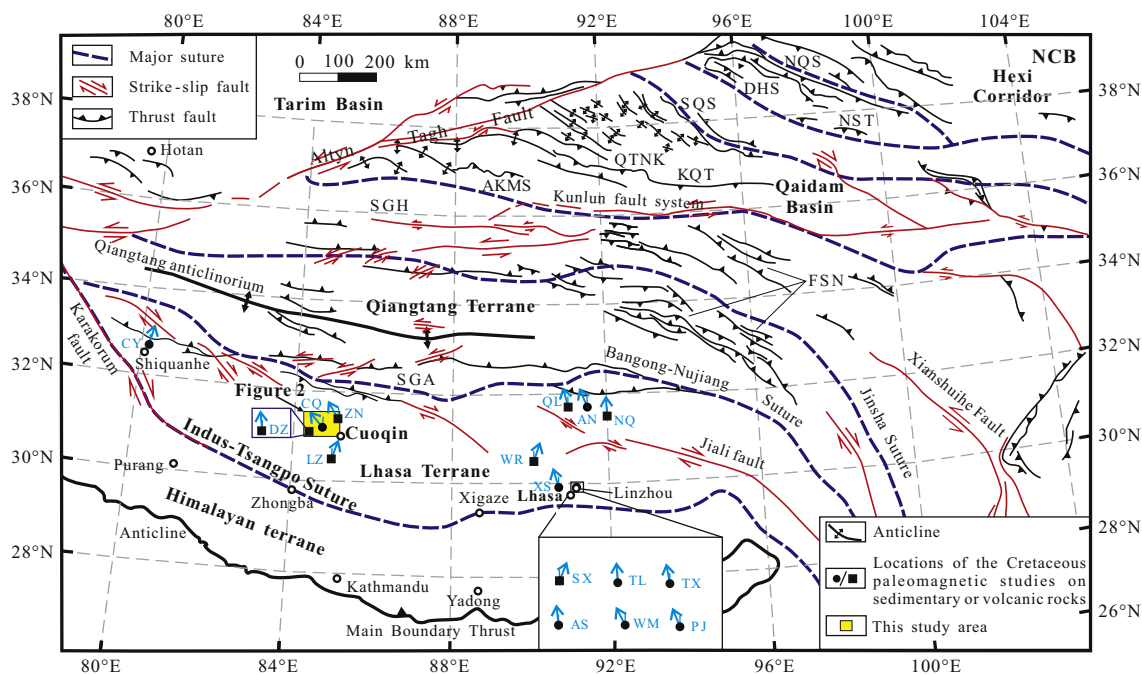 80°E 84°E 88°E 92°E 96°E 100°E 104°E
Major suture
Strike-slip fault
Thrust fault
0 100 200 km
NCB
Hexi
Corridor
NQS
DHS
NST
SQS
38°N
38°N
Tarim Basin
Altyn Tagh Fault
Hotan
QTNK
KQT
AKMS
Qaidam
Basin
36°N
36°N
SGH
Kunlun fault system
Qiangtang anticlinorium
34°N
34°N
FSN
Qiangtang Terrane
Karakorum
fault
CY
Shiquanhe
32°N
32°N
SGA
Bangong-Nujiang
Suture
Jinsha Suture
Xianshuihe Fault
Figure 2
CQ
ZN
DZ
Cuoqin
LZ
QL
AN
NQ
30°N
30°N
Indus-Tsangpo Suture
Lhasa Terrane
WR
Jiali fault
Purang
XS
Zhongba
Xigaze
Lhasa
Linzhou
Himalayan terrane
28°N
28°N
Anticline
Kathmandu
Yadong
Main Boundary Thrust
SX
TL
TX
AS
WM
PJ
Anticline
Locations of the Cretaceous
paleomagnetic studies on
sedimentary or volcanic rocks
This study area
26°N
80°E 84°E 88°E 92°E 96°E 100°E